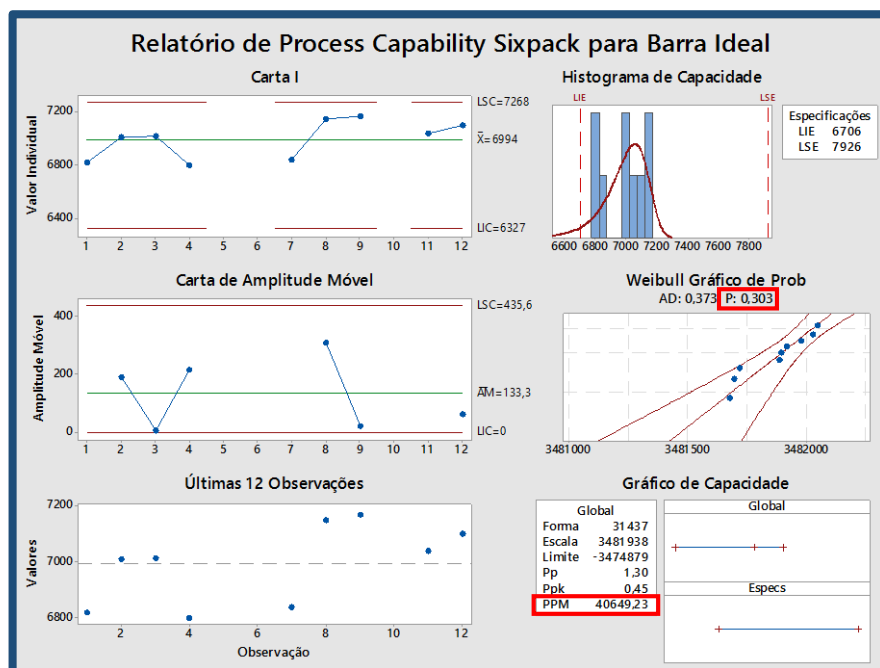 Relatório de Process Capability Sixpack para Barra Ideal
Carta I
Valor Individual
7200
6800
6400
1 2 3 4 5 6 7 8 9 10 11 12
LSC=7268
X̄=6994
LIC=6327
Histograma de Capacidade
LIE LSE
6600 6800 7000 7200 7400 7600 7800
Especificações
LIE 6706
LSE 7926
Carta de Amplitude Móvel
Amplitude Móvel
400
200
0
1 2 3 4 5 6 7 8 9 10 11 12
LSC=435,6
A̅M̅=133,3
LIC=0
Weibull Gráfico de Prob
AD: 0,373 P: 0,303
3481000 3481500 3482000
Últimas 12 Observações
Valores
7200
7000
6800
2 4 6 8 10 12
Observação
Gráfico de Capacidade
Global
Forma 31437
Escala 3481938
Limite -3474879
Pp 1,30
Ppk 0,45
PPM 40649,23
Global
Especs